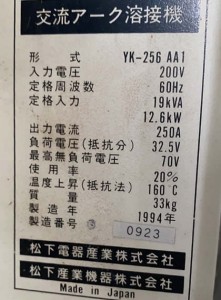 交流アーク溶接機
形式 YK-256 AA1
入力電圧 200V
定格周波数 60Hz
定格入力 19kVA
12.6kW
出力電流 250A
負荷電圧(抵抗分) 32.5V
最高無負荷電圧 70V
使用率 20%
温度上昇(抵抗法) 160℃
質量 33kg
製造年 1994年
製造番号 0923
松下電器産業株式会社
松下産業機器株式会社
Made in Japan